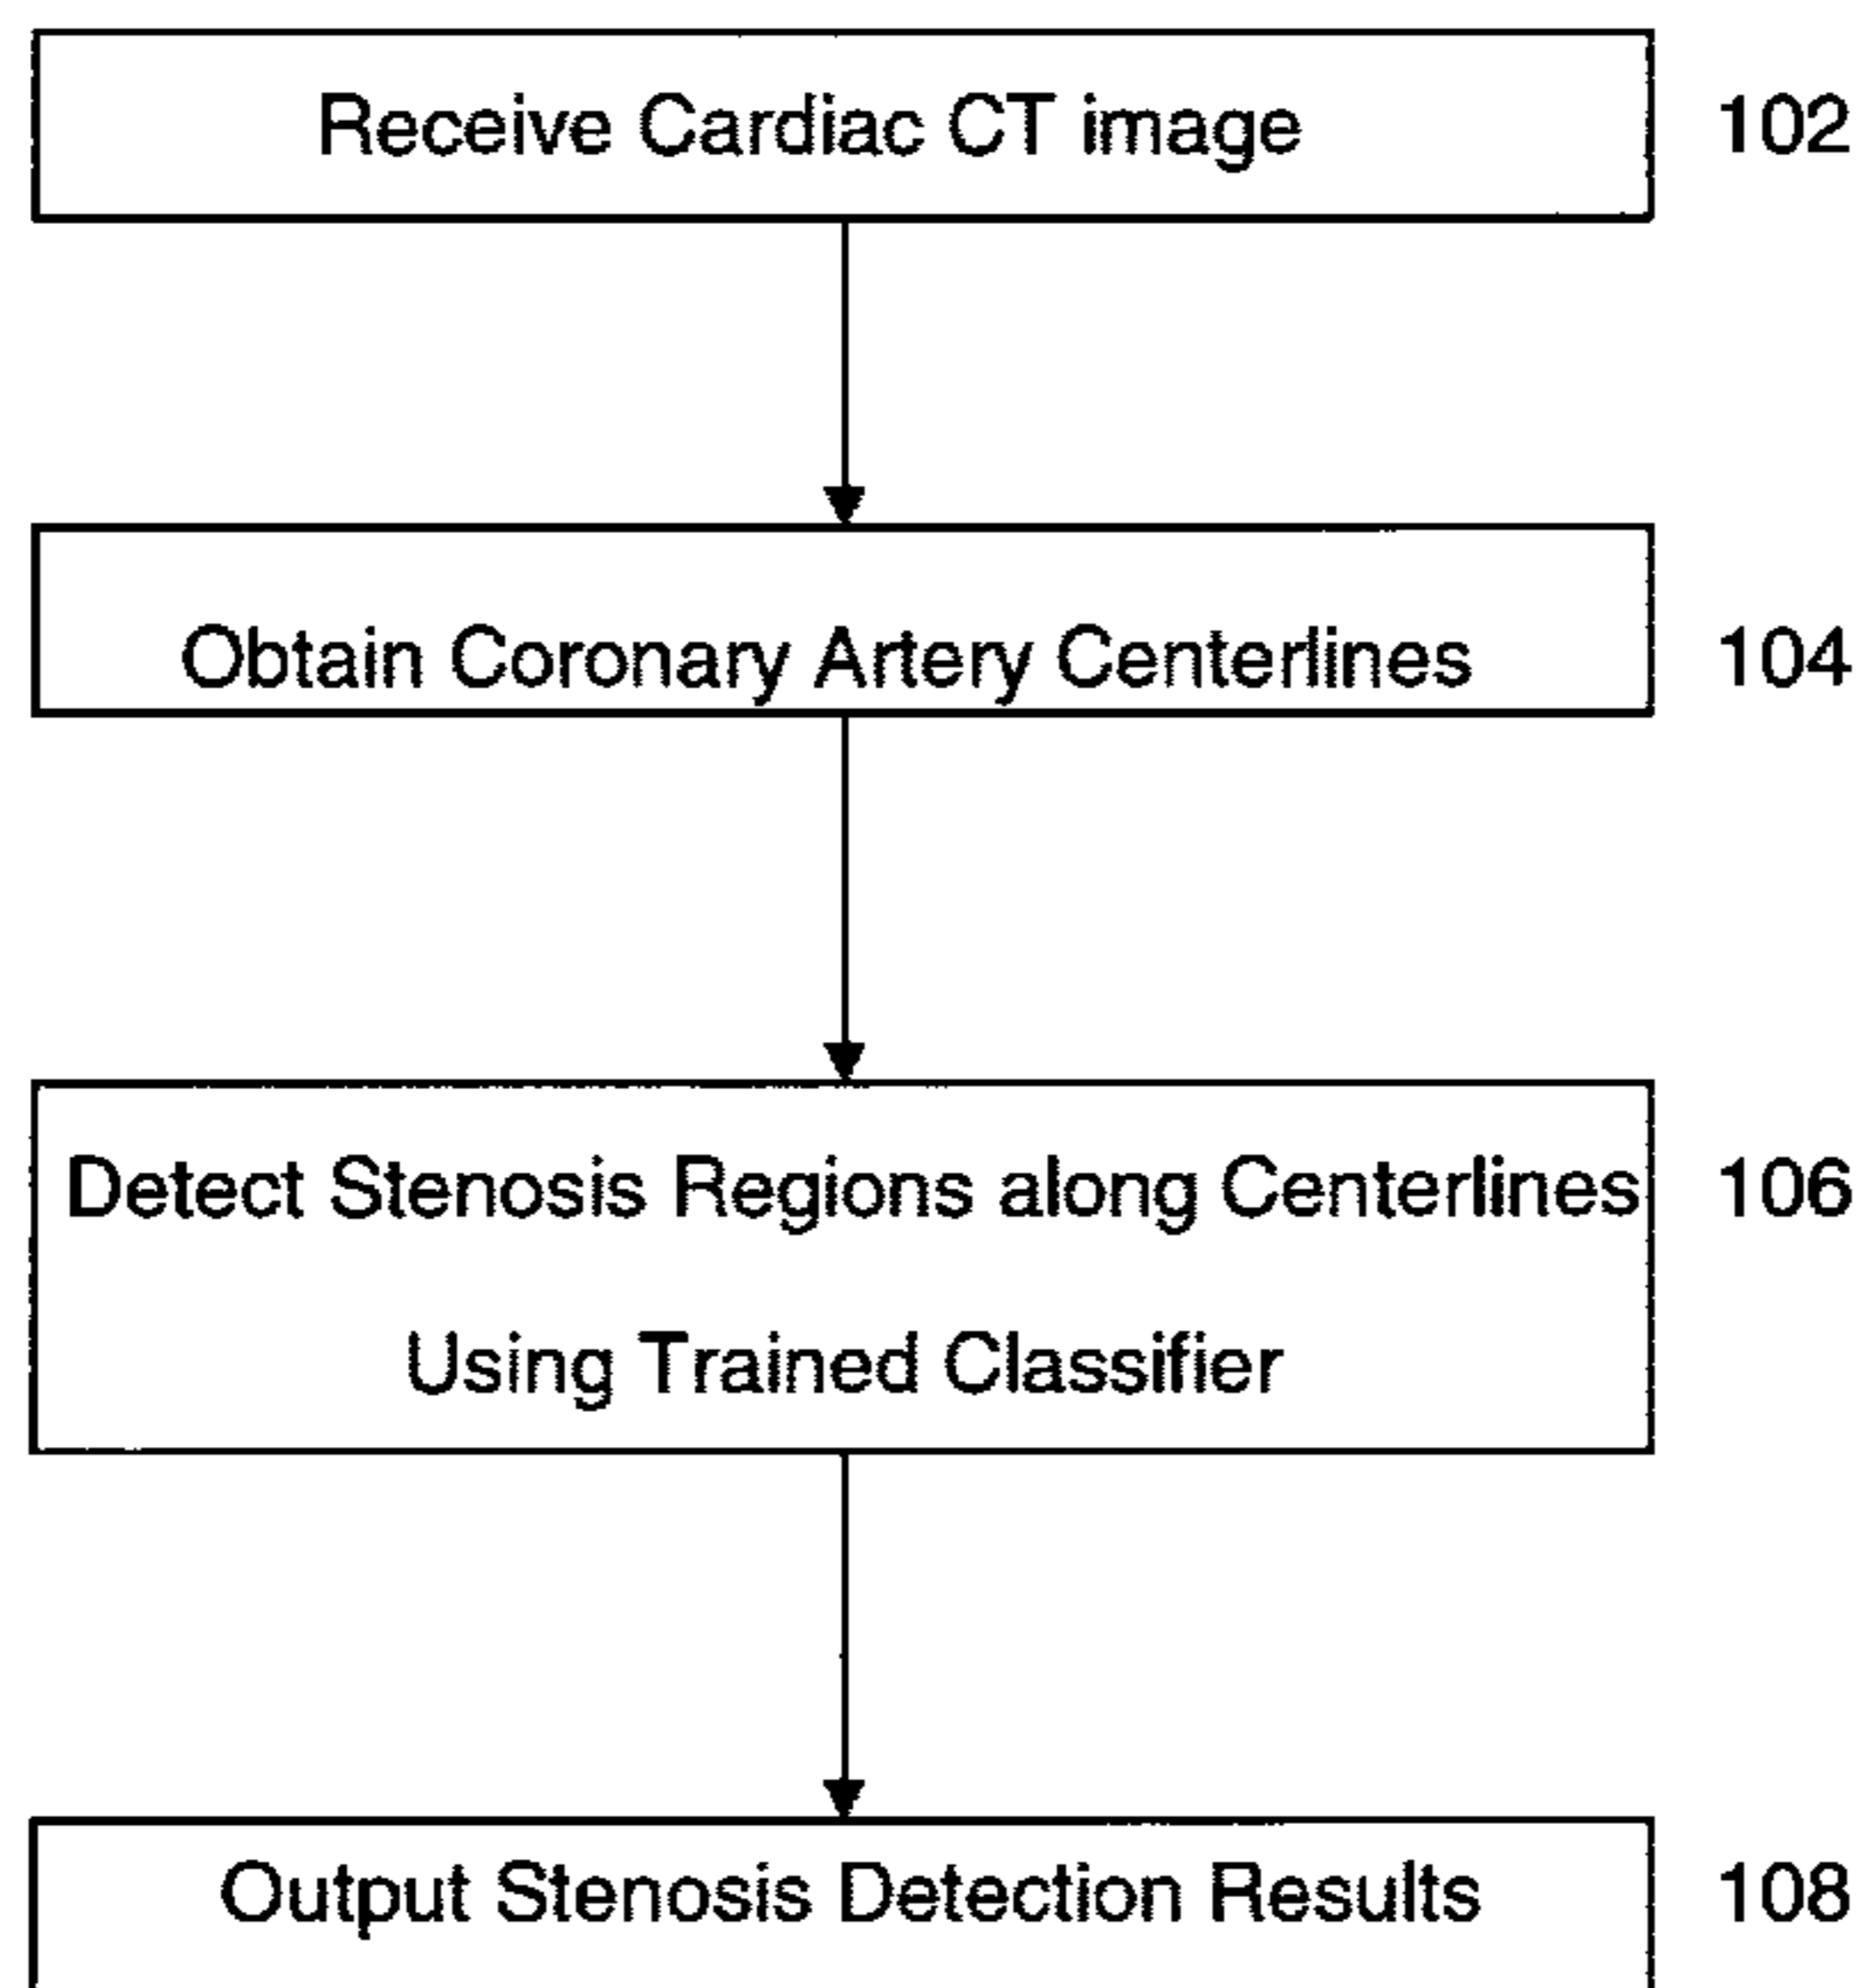 Receive Cardiac CT image 102
Obtain Coronary Artery Centerlines 104
Detect Stenosis Regions along Centerlines 106
Using Trained Classifier
Output Stenosis Detection Results 108